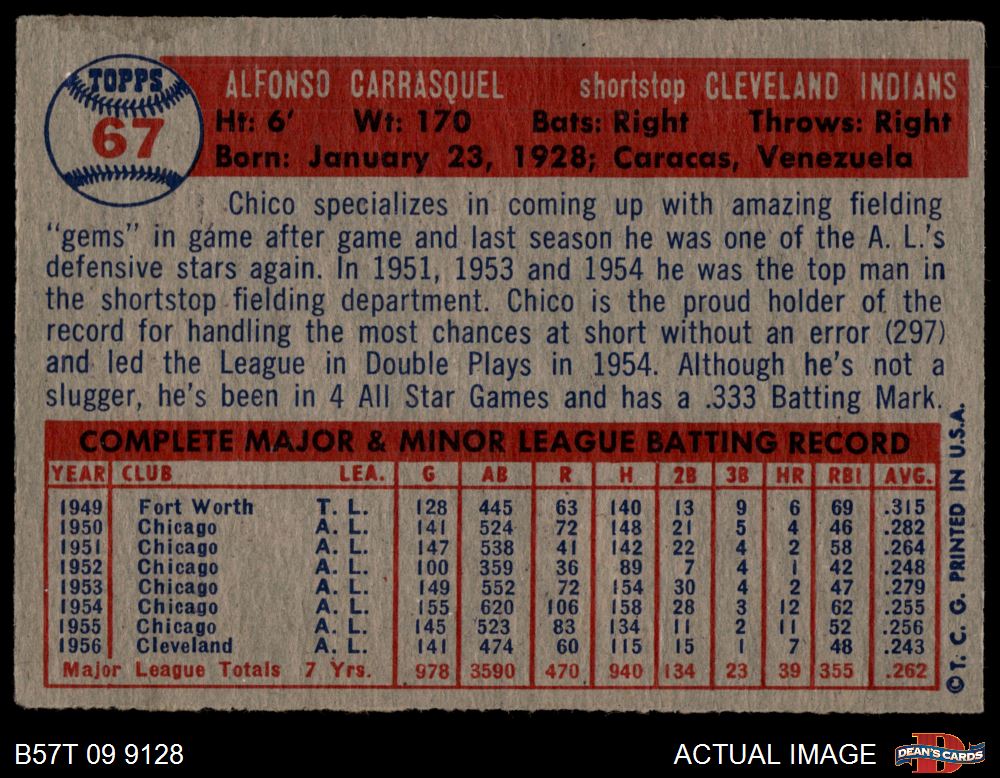 TOPPS
67
ALFONSO CARRASQUEL shortstop CLEVELAND INDIANS
Ht: 6' Wt: 170 Bats: Right Throws: Right
Born: January 23, 1928; Caracas, Venezuela
Chico specializes in coming up with amazing fielding
"gems" in game after game and last season he was one of the A. L.'s
defensive stars again. In 1951, 1953 and 1954 he was the top man in
the shortstop fielding department. Chico is the proud holder of the
record for handling the most chances at short without an error (297)
and led the League in Double Plays in 1954. Although he's not a
slugger, he's been in 4 All Star Games and has a .333 Batting Mark.
COMPLETE MAJOR & MINOR LEAGUE BATTING RECORD
YEAR CLUB LEA. G AB R H 2B 3B HR RBI AVG.
1949 Fort Worth T. L. 128 445 63 140 13 9 6 69 .315
1950 Chicago A. L. 141 524 72 148 21 5 4 46 .282
1951 Chicago A. L. 147 538 41 142 22 4 2 58 .264
1952 Chicago A. L. 100 359 36 89 7 4 1 42 .248
1953 Chicago A. L. 149 552 72 154 30 4 2 47 .279
1954 Chicago A. L. 155 620 106 158 28 3 12 62 .255
1955 Chicago A. L. 145 523 83 134 11 2 11 52 .256
1956 Cleveland A. L. 141 474 60 115 15 1 7 48 .243
Major League Totals 7 Yrs. 978 3590 470 940 134 23 39 355 .262
©T. C. G. PRINTED IN U.S.A.
B57T 09 9128
ACTUAL IMAGE
DEAN'S CARDS